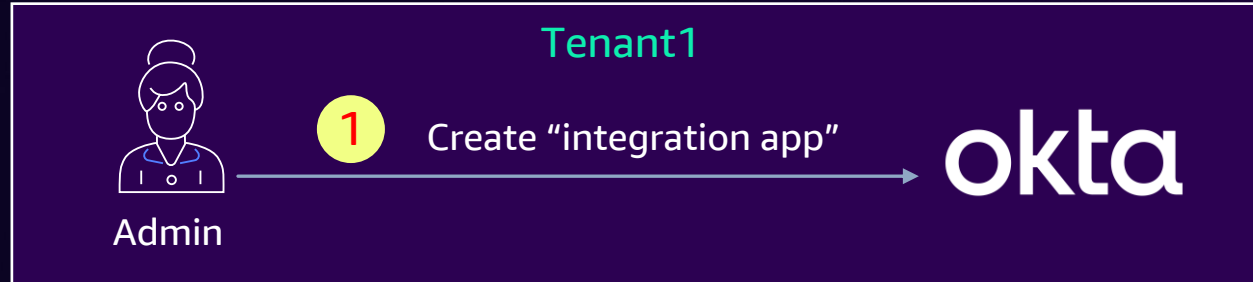 Tenant1
1
Create “integration app”
okta
Admin